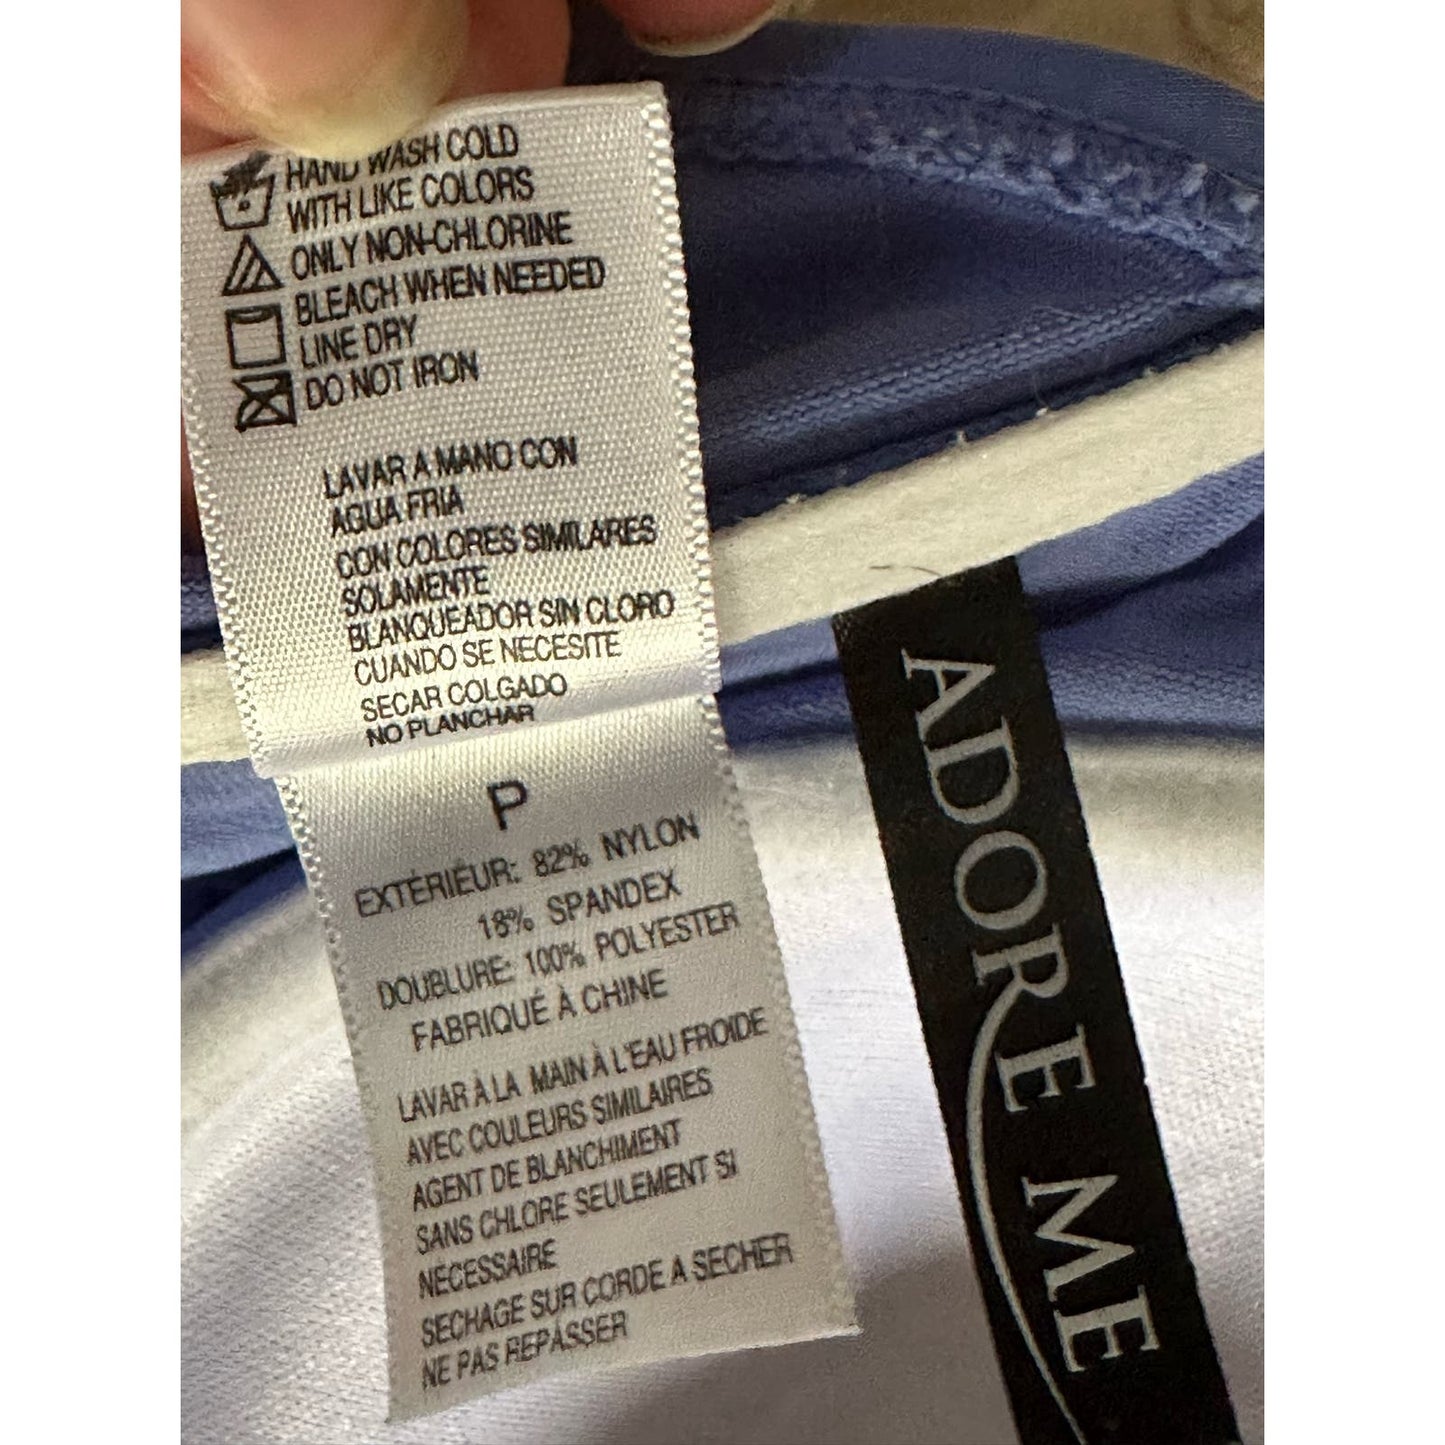 HAND WASH COLD
WITH LIKE COLORS
ONLY NON-CHLORINE
BLEACH WHEN NEEDED
LINE DRY
DO NOT IRON
LAVAR A MANO CON
AGUA FRIA
CON COLORES SIMILARES
SOLAMENTE
BLANQUEADOR SIN CLORO
CUANDO SE NECESITE
SECAR COLGADO
NO PLANCHAR
P
EXTÉRIEUR: 82% NYLON
18% SPANDEX
DOUBLURE: 100% POLYESTER
FABRIQUÉ À CHINE
LAVAR À LA MAIN À L'EAU FROIDE
AVEC COULEURS SIMILAIRES
AGENT DE BLANCHIMENT
SANS CHLORE SEULEMENT SI
NECESSAIRE
SECHAGE SUR CORDE A SECHER
NE PAS REPÁSSER
ADORE ME